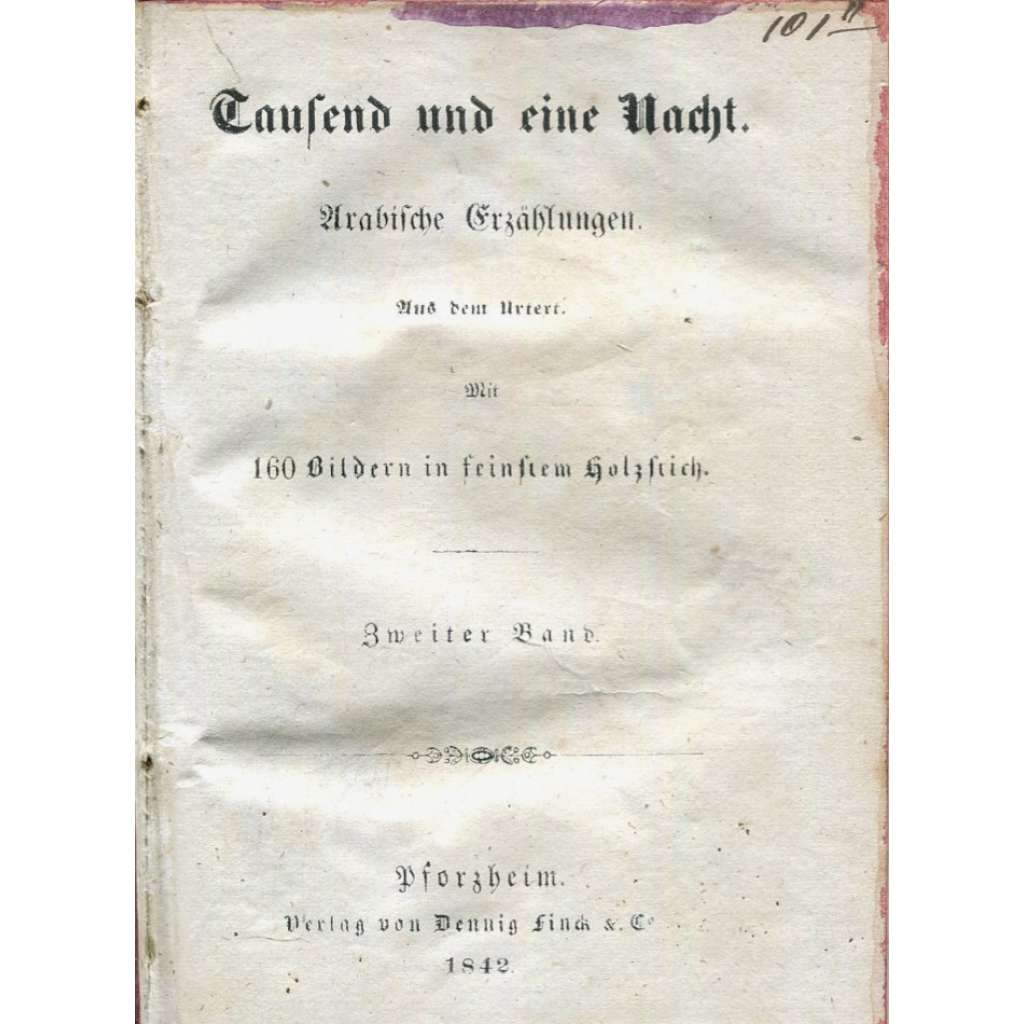 101"
Tauſend und eine Nacht.
Arabiſche Erzählungen.
Aus dem Urtext.
Mit
160 Bildern in feinſtem Holzſtich.
Zweiter Band.
Pforzheim.
Verlag von Dennig Finck & Co
1842.